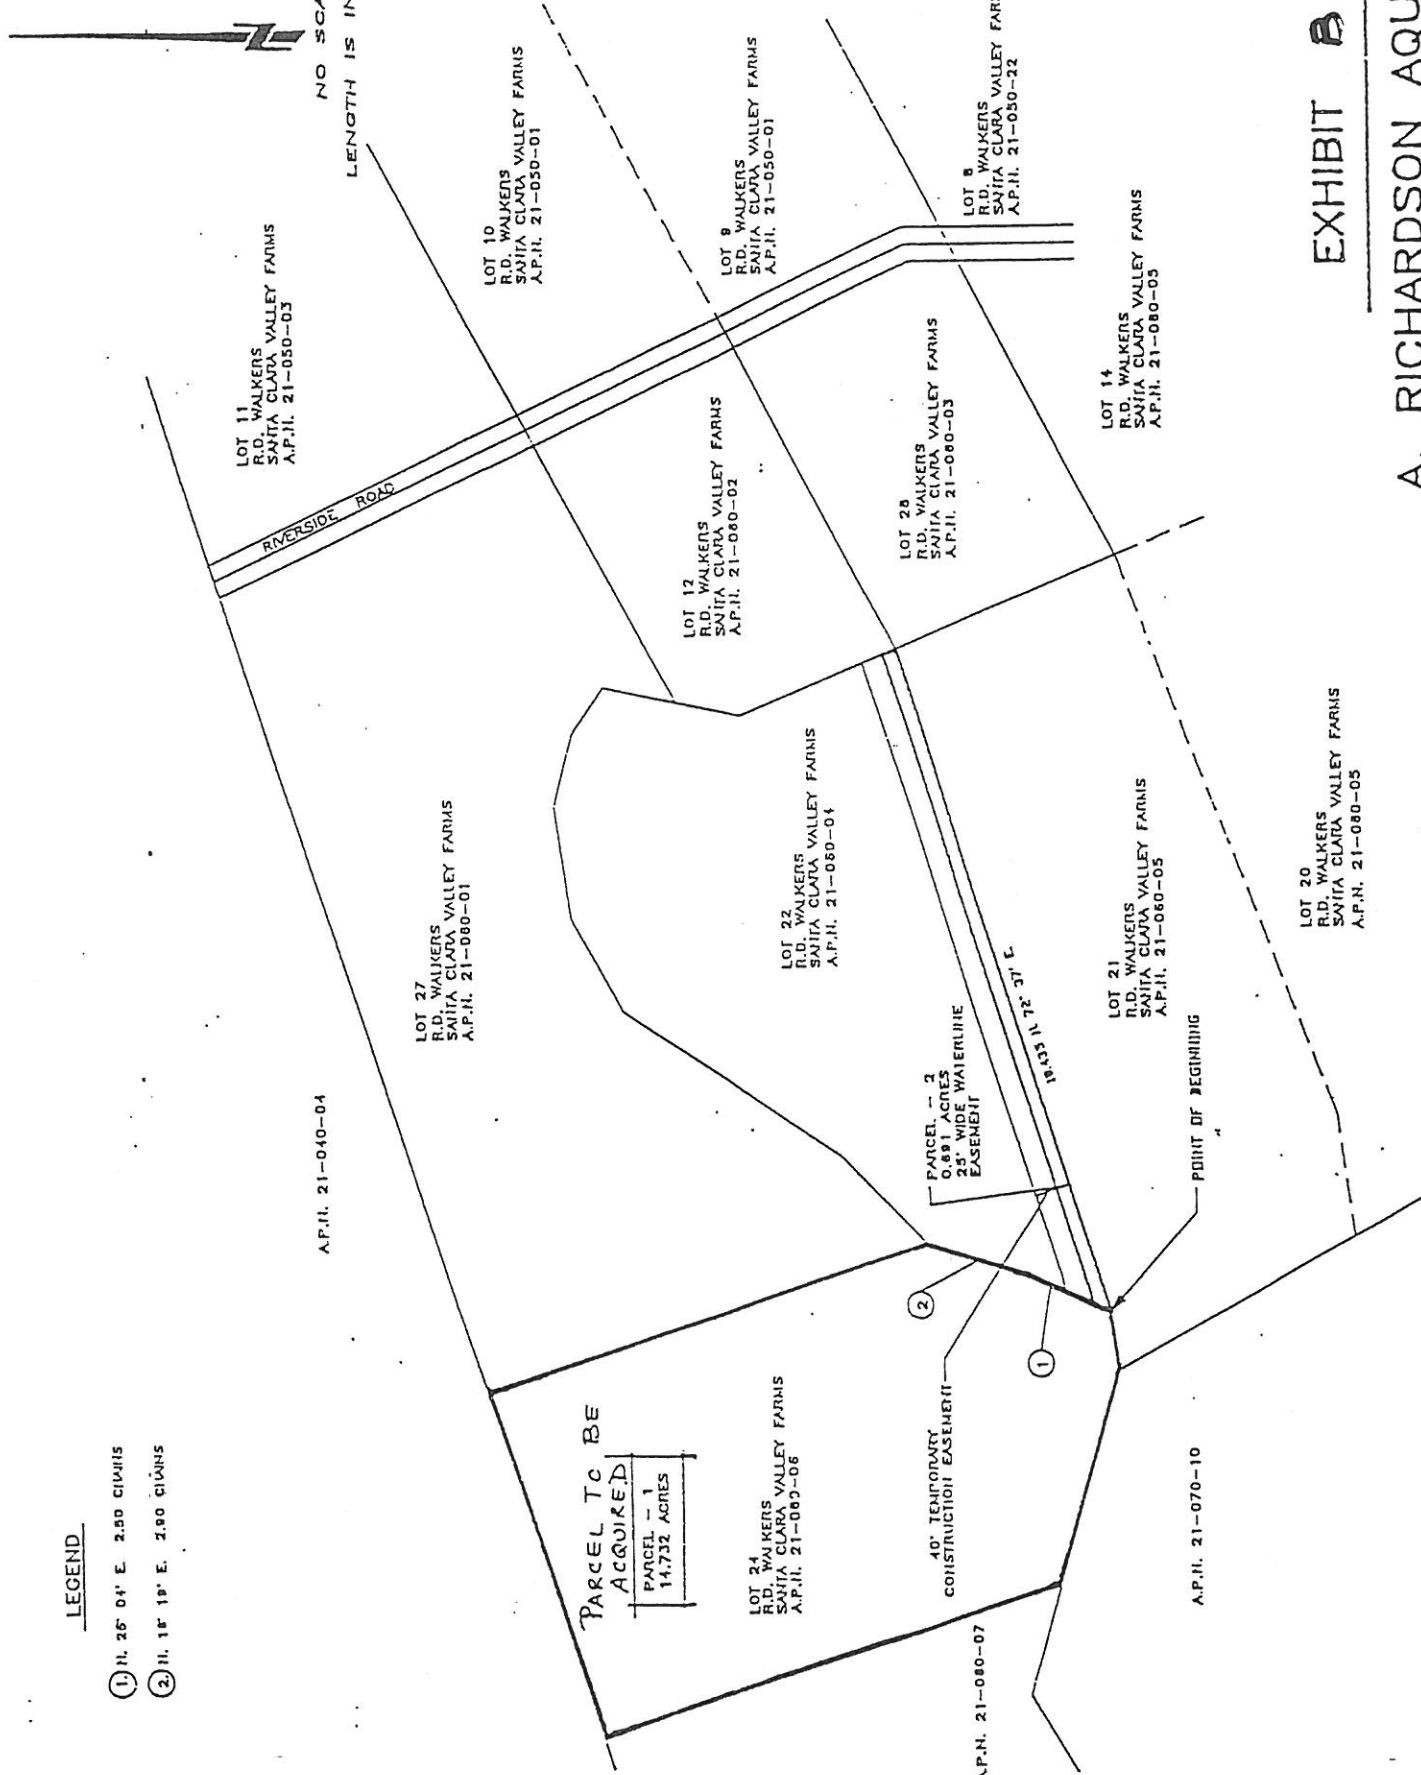 LEGEND
1. N. 26° 04' E. 2.50 CHAINS
2. N. 18° 19' E. 2.90 CHAINS
NO SCA
LENGTH IS IN
A.P.N. 21-040-04
LOT 11
R.D. WALKERS
SANTA CLARA VALLEY FARMS
A.P.N. 21-050-03
RIVERSIDE ROAD
LOT 10
R.D. WALKERS
SANTA CLARA VALLEY FARMS
A.P.N. 21-050-01
LOT 9
R.D. WALKERS
SANTA CLARA VALLEY FARMS
A.P.N. 21-050-01
LOT 8
R.D. WALKERS
SANTA CLARA VALLEY FAR
A.P.N. 21-050-22
LOT 27
R.D. WALKERS
SANTA CLARA VALLEY FARMS
A.P.N. 21-080-01
LOT 12
R.D. WALKERS
SANTA CLARA VALLEY FARMS
A.P.N. 21-080-02
LOT 28
R.D. WALKERS
SANTA CLARA VALLEY FARMS
A.P.N. 21-080-03
LOT 14
R.D. WALKERS
SANTA CLARA VALLEY FARMS
A.P.N. 21-080-05
PARCEL TO BE
ACQUIRED
PARCEL -- 1
14.732 ACRES
LOT 24
R.D. WALKERS
SANTA CLARA VALLEY FARMS
A.P.N. 21-080-06
LOT 22
R.D. WALKERS
SANTA CLARA VALLEY FARMS
A.P.N. 21-080-04
PARCEL -- 2
0.691 ACRES
25' WIDE WATERLINE
EASEMENT
2
1
40' TEMPORARY
CONSTRUCTION EASEMENT
N. 72° 37' E.
LOT 21
R.D. WALKERS
SANTA CLARA VALLEY FARMS
A.P.N. 21-080-05
POINT OF BEGINNING
LOT 20
R.D. WALKERS
SANTA CLARA VALLEY FARMS
A.P.N. 21-080-05
A.P.N. 21-080-07
A.P.N. 21-070-10
EXHIBIT B
A. RICHARDSON AQU